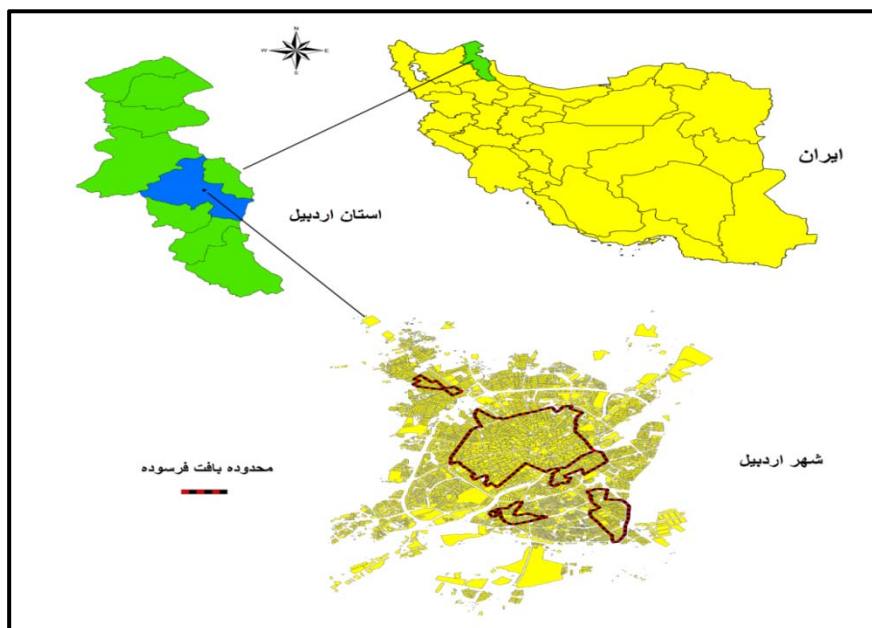 N
W
E
S
ایران
استان اردبیل
شهر اردبیل
محدوده بافت فرسوده